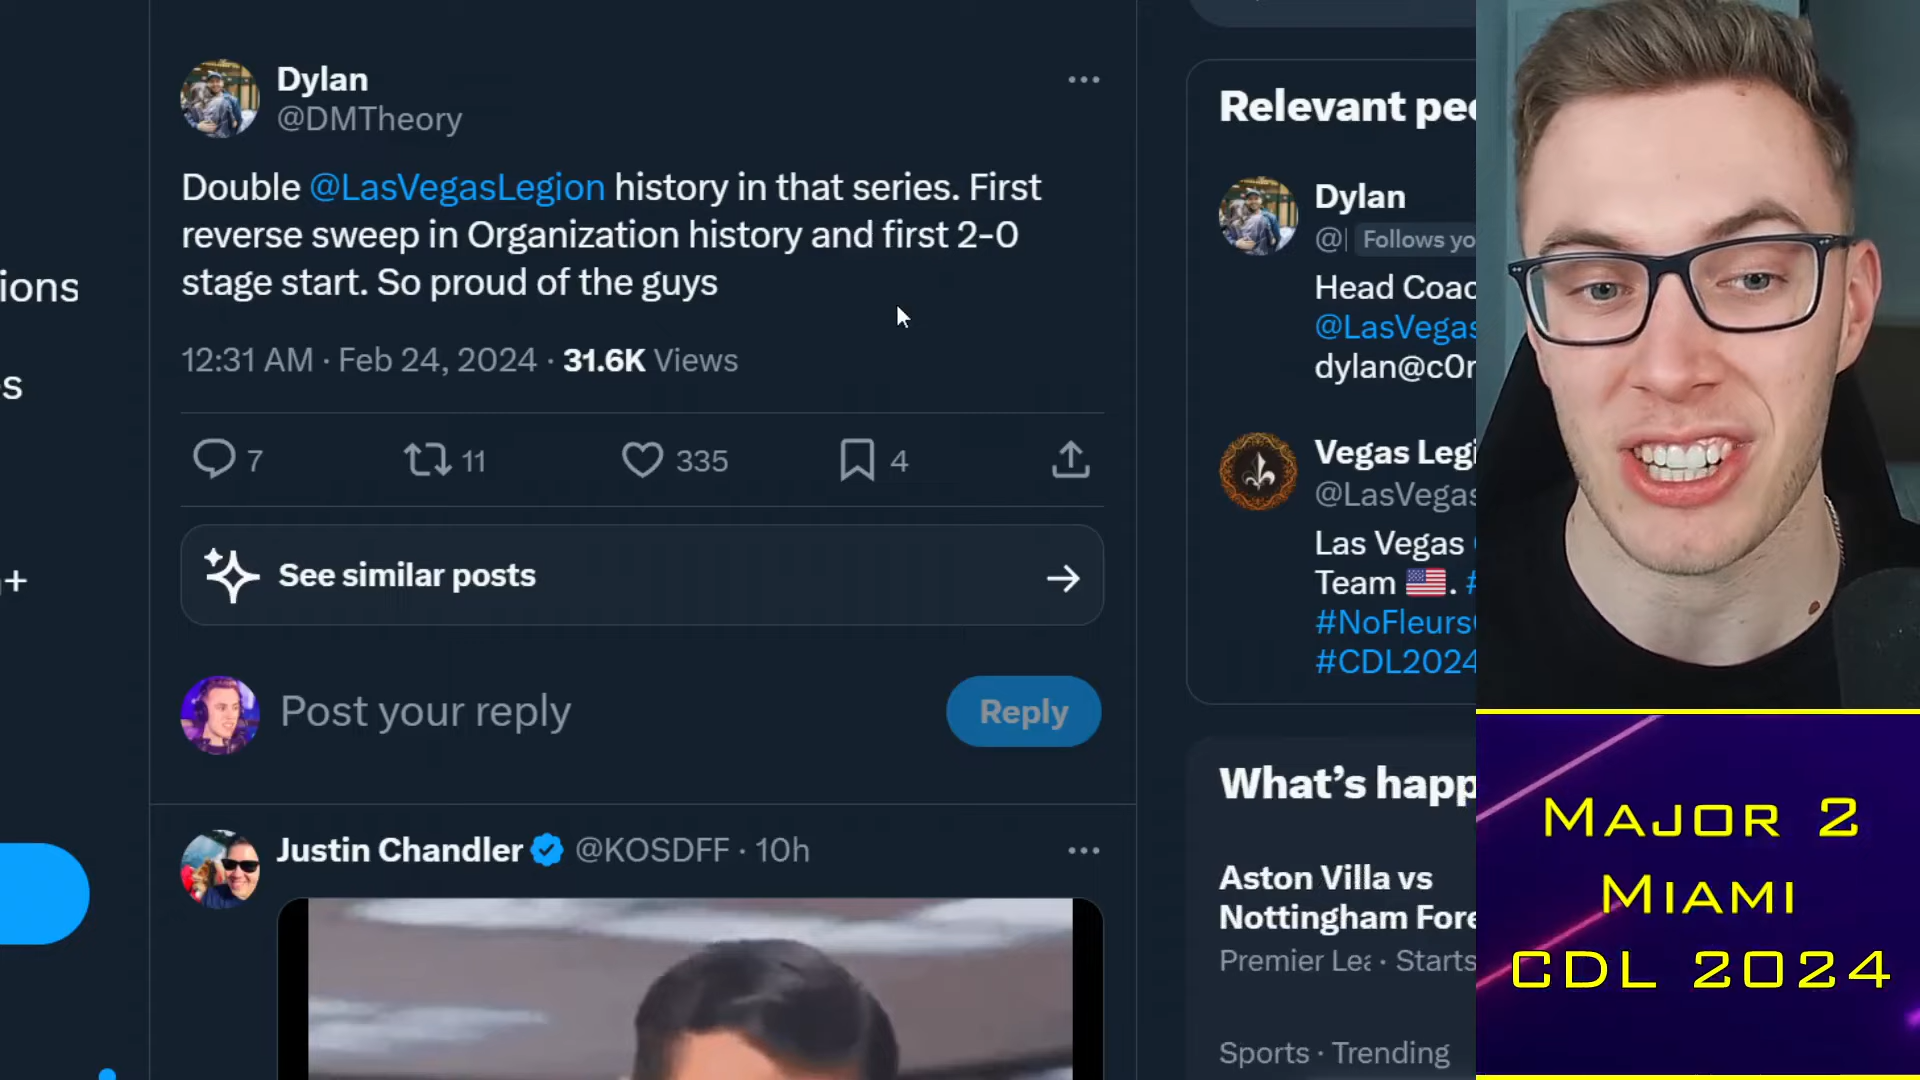 ions
s
+
Dylan
@DMTheory
Double @LasVegasLegion history in that series. First
reverse sweep in Organization history and first 2-0
stage start. So proud of the guys
12:31 AM · Feb 24, 2024 · 31.6K Views
7 11 335 4
See similar posts
Post your reply
Reply
Justin Chandler @KOSDFF · 10h
Relevant peo
Dylan
@ Follows yo
Head Coac
@LasVegas
dylan@c0r
Vegas Legi
@LasVegas
Las Vegas
Team 🇺🇸. #
#NoFleurs
#CDL2024
What's happ
Aston Villa vs
Nottingham Fore
Premier Lea · Starts
Sports · Trending
MAJOR 2
MIAMI
CDL 2024